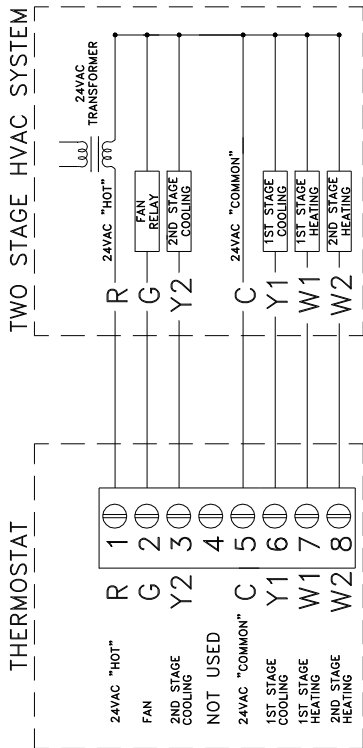 THERMOSTAT
24VAC "HOT" R 1
FAN G 2
2ND STAGE
COOLING Y2 3
NOT USED 4
24VAC "COMMON" C 5
1ST STAGE
COOLING Y1 6
1ST STAGE
HEATING W1 7
2ND STAGE
HEATING W2 8
TWO STAGE HVAC SYSTEM
24VAC
TRANSFORMER
R 24VAC "HOT"
G FAN
RELAY
Y2 2ND STAGE
COOLING
C 24VAC "COMMON"
Y1 1ST STAGE
COOLING
W1 1ST STAGE
HEATING
W2 2ND STAGE
HEATING